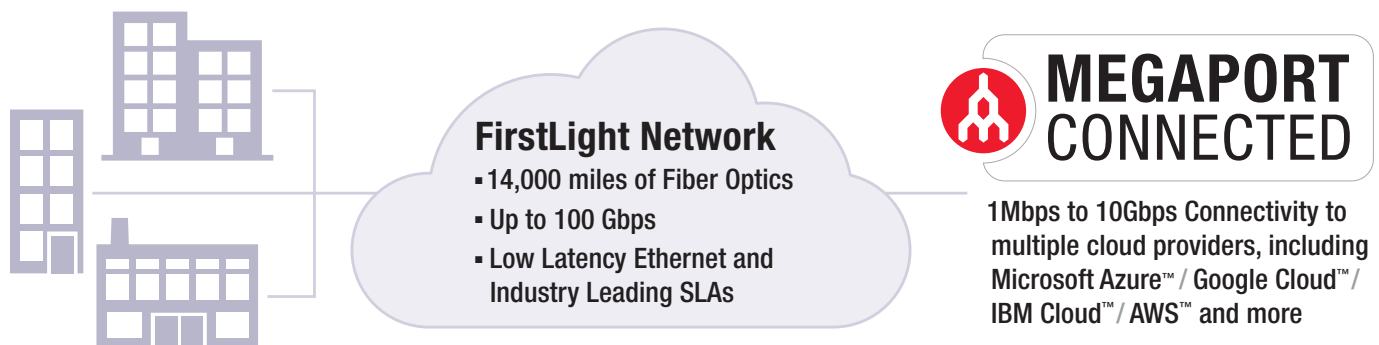 FirstLight Network
▪ 14,000 miles of Fiber Optics
▪ Up to 100 Gbps
▪ Low Latency Ethernet and
Industry Leading SLAs
MEGAPORT
CONNECTED
1Mbps to 10Gbps Connectivity to
multiple cloud providers, including
Microsoft Azure™ / Google Cloud™ /
IBM Cloud™ / AWS™ and more